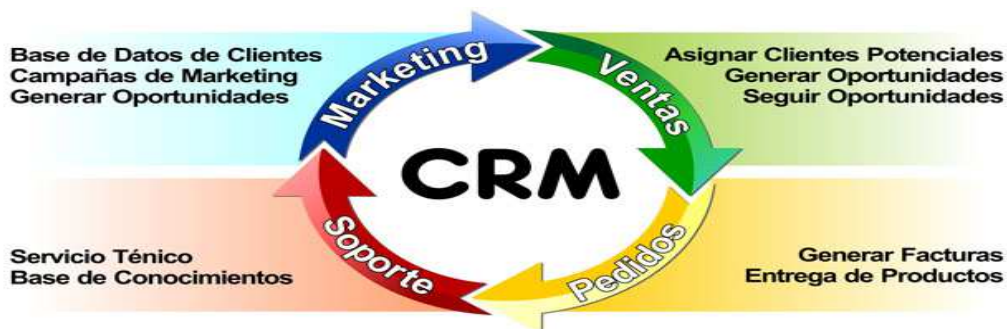 Base de Datos de Clientes
Campañas de Marketing
Generar Oportunidades
Marketing
Ventas
Asignar Clientes Potenciales
Generar Oportunidades
Seguir Oportunidades
CRM
Servicio Ténico
Base de Conocimientos
Soporte
Pedidos
Generar Facturas
Entrega de Productos